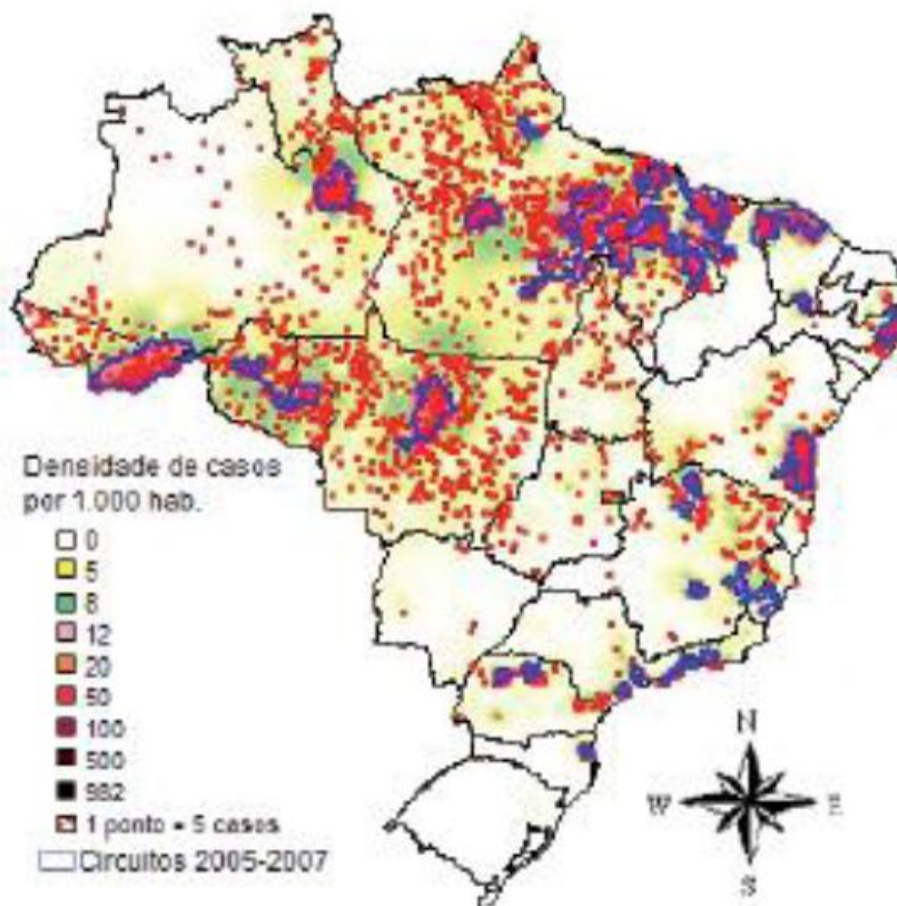 Densidade de casos
por 1.000 hab.
0
5
8
12
20
50
100
500
982
1 ponto = 5 casos
Circuitos 2005-2007
N
W E
S